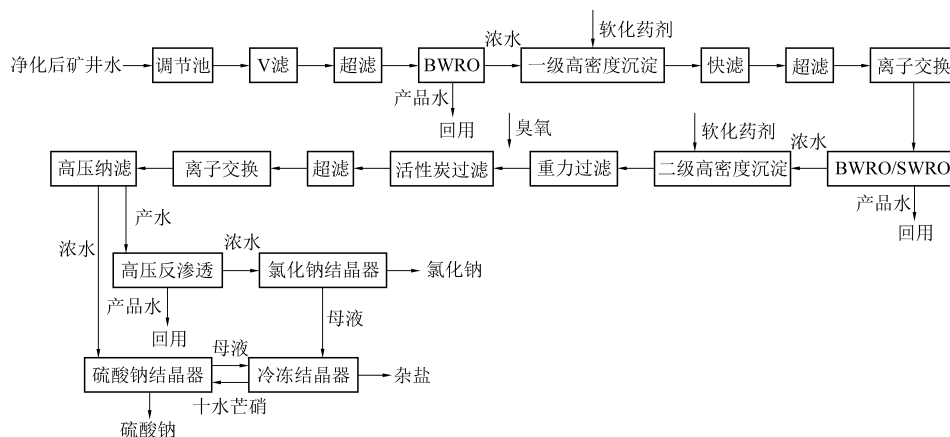 软化药剂
浓水
净化后矿井水
调节池
V滤
超滤
BWRO
一级高密度沉淀
快滤
超滤
离子交换
产品水
回用
臭氧
软化药剂
浓水
高压纳滤
离子交换
超滤
活性炭过滤
重力过滤
二级高密度沉淀
BWRO/SWRO
产水
产品水
回用
浓水
浓水
高压反渗透
氯化钠结晶器
氯化钠
产品水
回用
母液
母液
硫酸钠结晶器
冷冻结晶器
杂盐
十水芒硝
硫酸钠